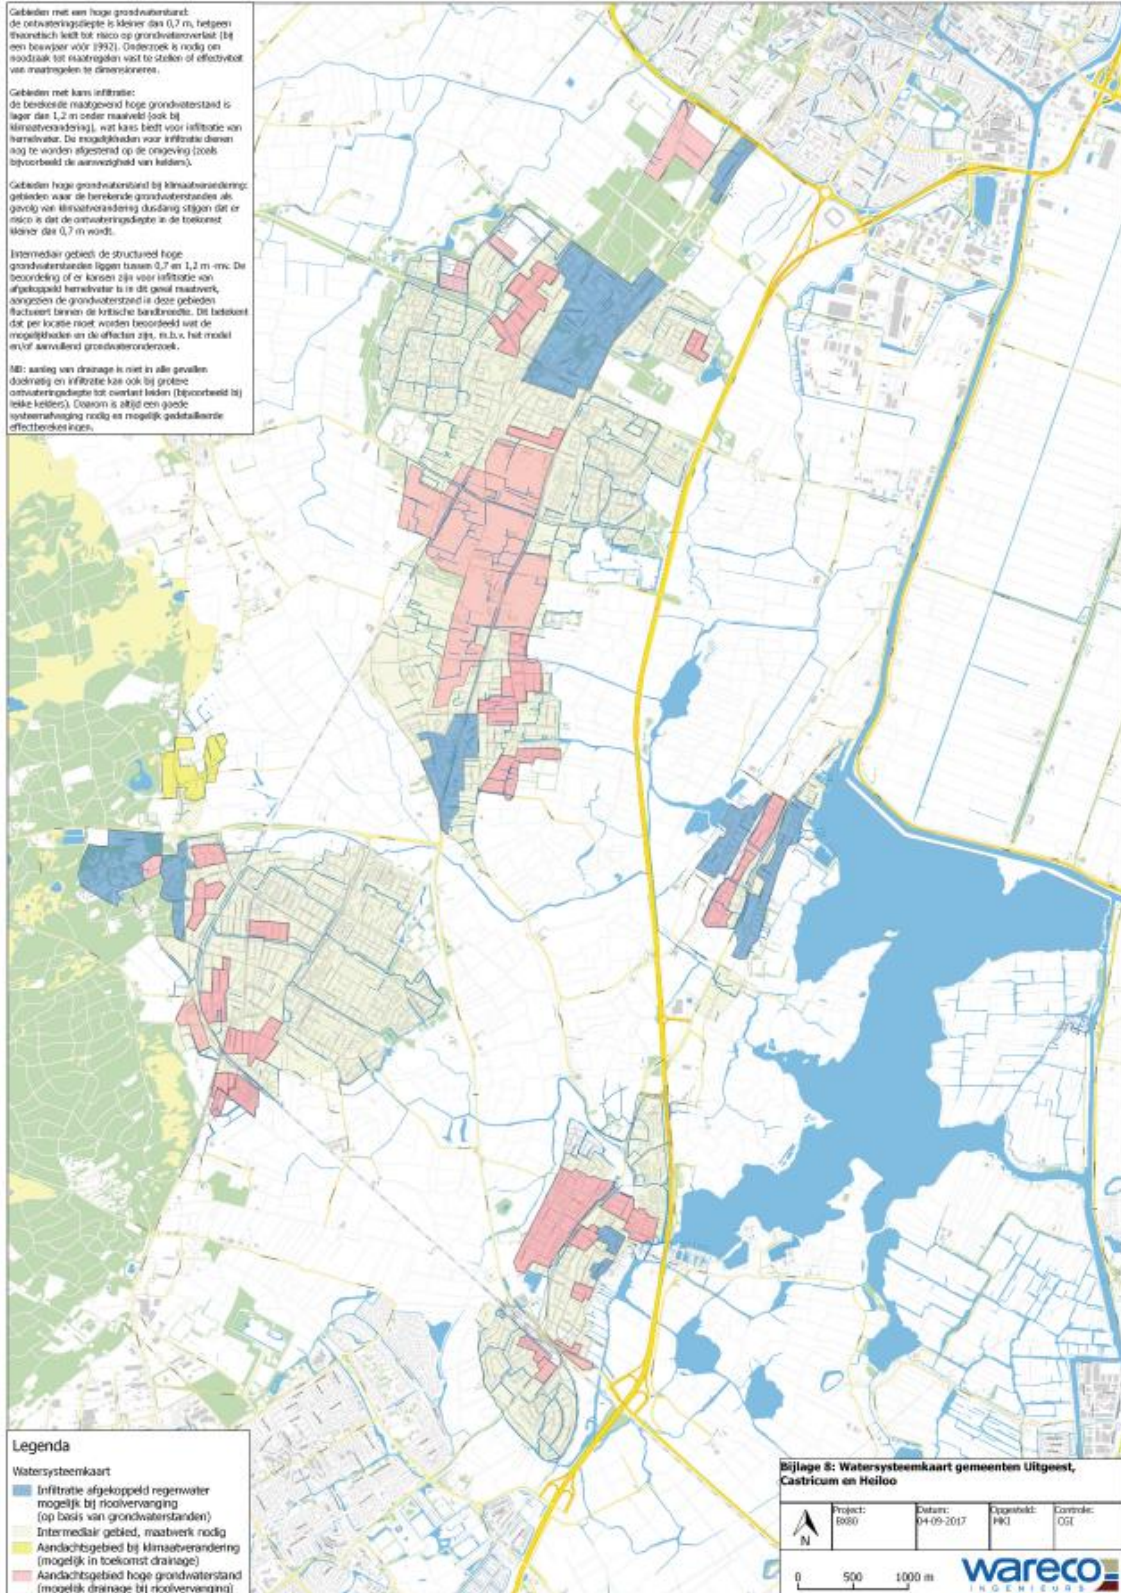 Gebieden met een hoge grondwaterstand:
de ontwateringsdiepte is kleiner dan 0,7 m, hetgeen
theoretisch leidt tot risico op grondwateroverlast (bij
een bouwjaar vóór 1992). Onderzoek is nodig om
noodzaak tot maatregelen vast te stellen of effectiviteit
van maatregelen te dimensioneren.
Gebieden met kans infiltratie:
de berekende maatgevend hoge grondwaterstand is
lager dan 1,2 m onder maaiveld (ook bij
klimaatverandering), wat kans biedt voor infiltratie van
hemelwater. De mogelijkheden voor infiltratie dienen
nog te worden afgestemd op de omgeving (zoals
bijvoorbeeld de aanwezigheid van kelders).
Gebieden hoge grondwaterstand bij klimaatverandering:
gebieden waar de berekende grondwaterstanden als
gevolg van klimaatverandering dusdanig stijgen dat er
risico is dat de ontwateringsdiepte in de toekomst
kleiner dan 0,7 m wordt.
Intermediair gebied: de structureel hoge
grondwaterstanden liggen tussen 0,7 en 1,2 m -mv. De
beoordeling of er kansen zijn voor infiltratie van
afgekoppeld hemelwater is in dit geval maatwerk,
aangezien de grondwaterstand in deze gebieden
fluctueert binnen de kritische bandbreedte. Dit betekent
dat per locatie moet worden beoordeeld wat de
mogelijkheden en de effecten zijn, m.b.v. het model
en/of aanvullend grondwateronderzoek.
NB: aanleg van drainage is niet in alle gevallen
doelmatig en infiltratie kan ook bij grotere
ontwateringsdiepte tot overlast leiden (bijvoorbeeld bij
lekke kelders). Daarom is altijd een goede
systeemafweging nodig en mogelijk gedetailleerde
effectberekeningen.
Legenda
Watersysteemkaart
Infiltratie afgekoppeld regenwater
mogelijk bij rioolvervanging
(op basis van grondwaterstanden)
Intermediair gebied, maatwerk nodig
Aandachtsgebied bij klimaatverandering
(mogelijk in toekomst drainage)
Aandachtsgebied hoge grondwaterstand
(mogelijk drainage bij rioolvervanging)
Bijlage 8: Watersysteemkaart gemeenten Uitgeest,
Castricum en Heiloo
N
Project: Datum: Opgesteld: Controle:
BX80 04-09-2017 MKI CGI
0 500 1000 m
wareco
INGENIEURS